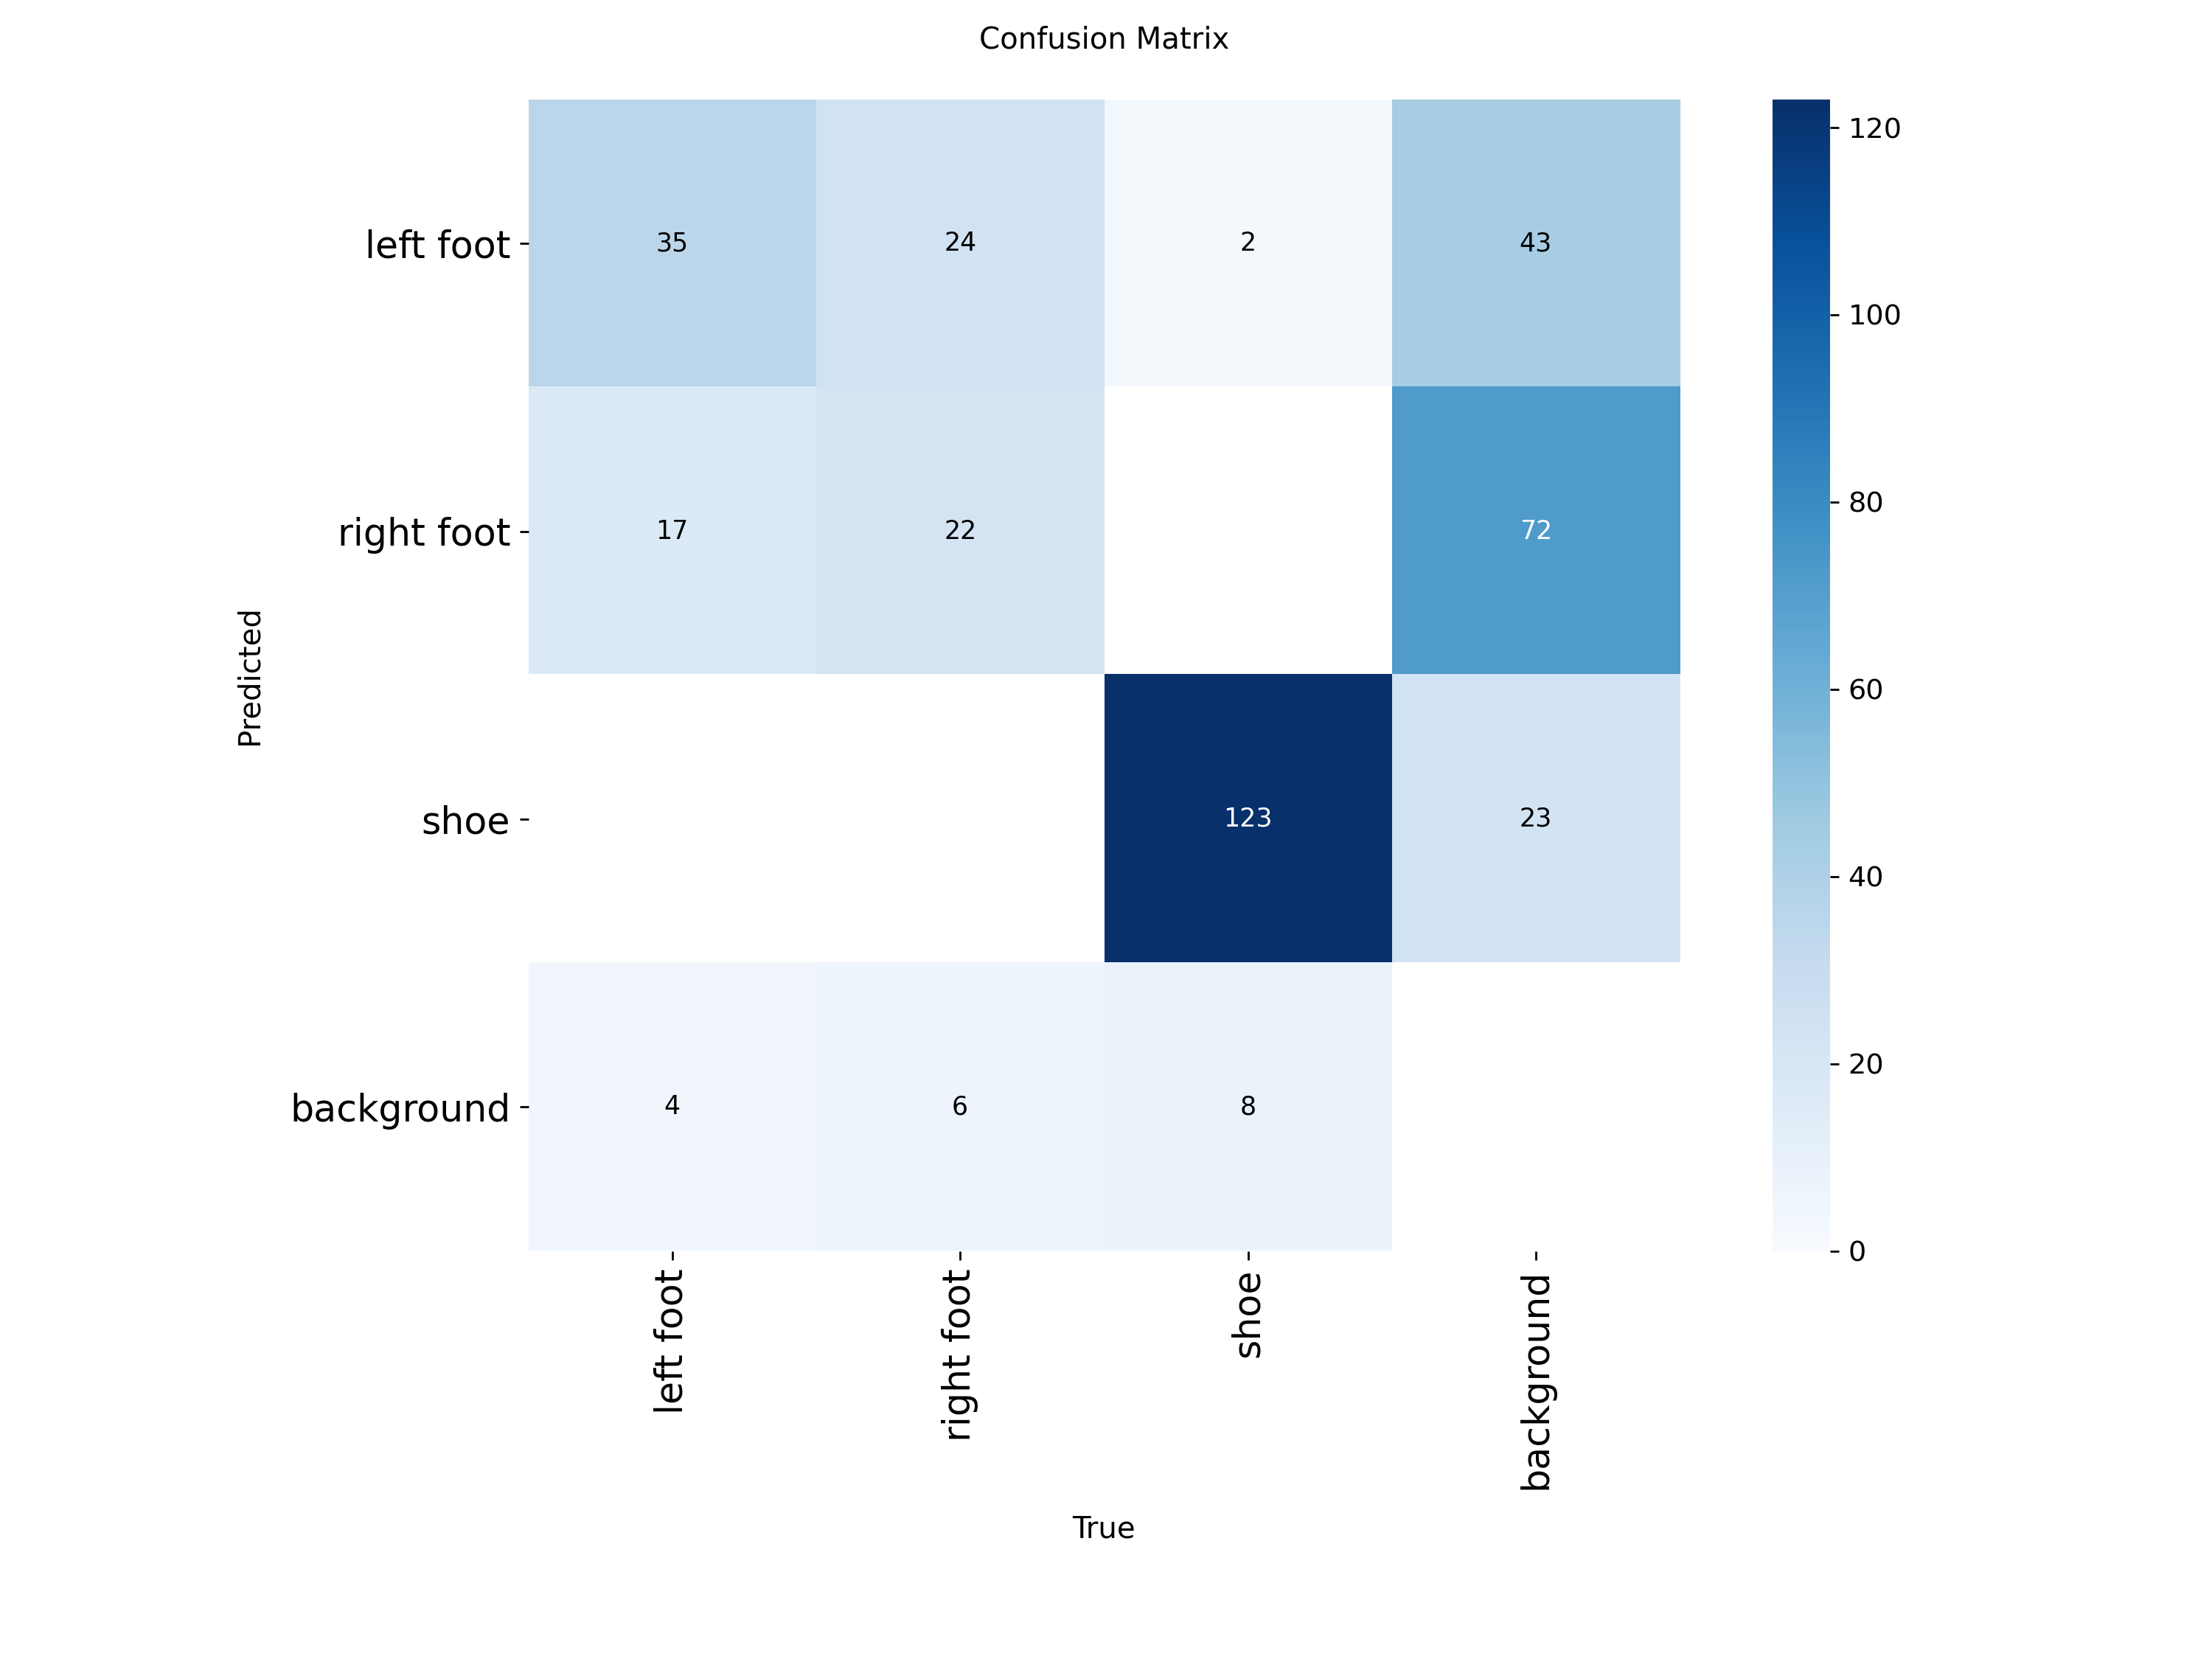 Confusion Matrix
left foot 35 24 2 43
right foot 17 22 72
shoe 123 23
background 4 6 8
left foot right foot shoe background
Predicted
True
120
100
80
60
40
20
0